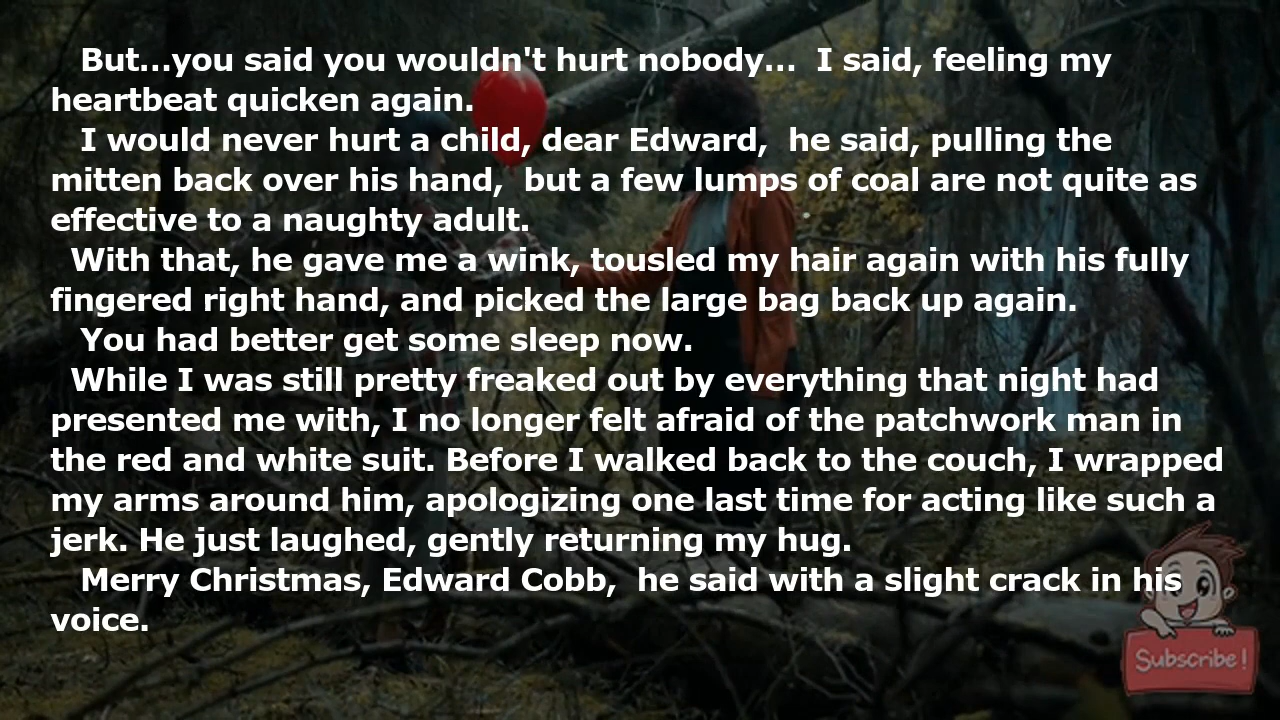 But...you said you wouldn't hurt nobody... I said, feeling my
heartbeat quicken again.
I would never hurt a child, dear Edward, he said, pulling the
mitten back over his hand, but a few lumps of coal are not quite as
effective to a naughty adult.
With that, he gave me a wink, tousled my hair again with his fully
fingered right hand, and picked the large bag back up again.
You had better get some sleep now.
While I was still pretty freaked out by everything that night had
presented me with, I no longer felt afraid of the patchwork man in
the red and white suit. Before I walked back to the couch, I wrapped
my arms around him, apologizing one last time for acting like such a
jerk. He just laughed, gently returning my hug.
Merry Christmas, Edward Cobb, he said with a slight crack in his
voice.
Subscribe!